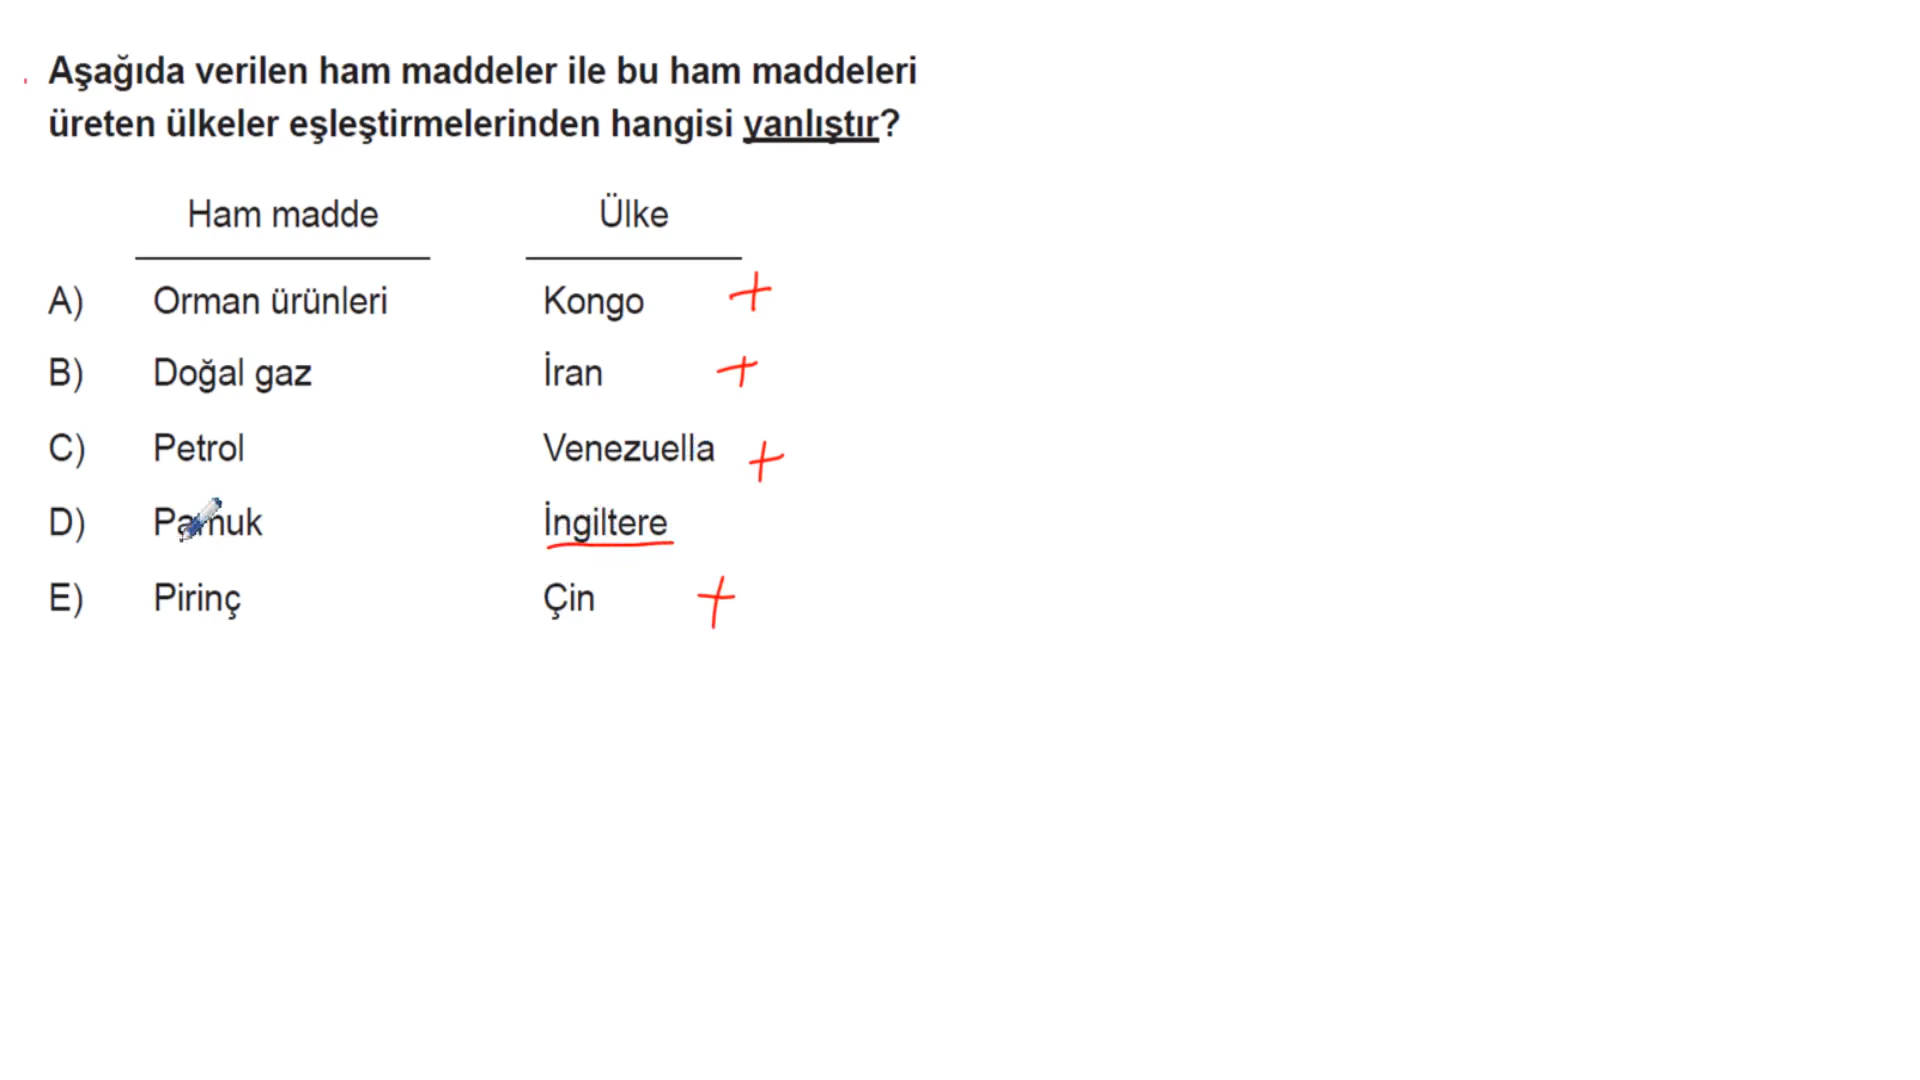 Aşağıda verilen ham maddeler ile bu ham maddeleri
üreten ülkeler eşleştirmelerinden hangisi yanlıştır?
Ham madde Ülke
A) Orman ürünleri Kongo +
B) Doğal gaz İran +
C) Petrol Venezuella +
D) Pamuk İngiltere
E) Pirinç Çin +